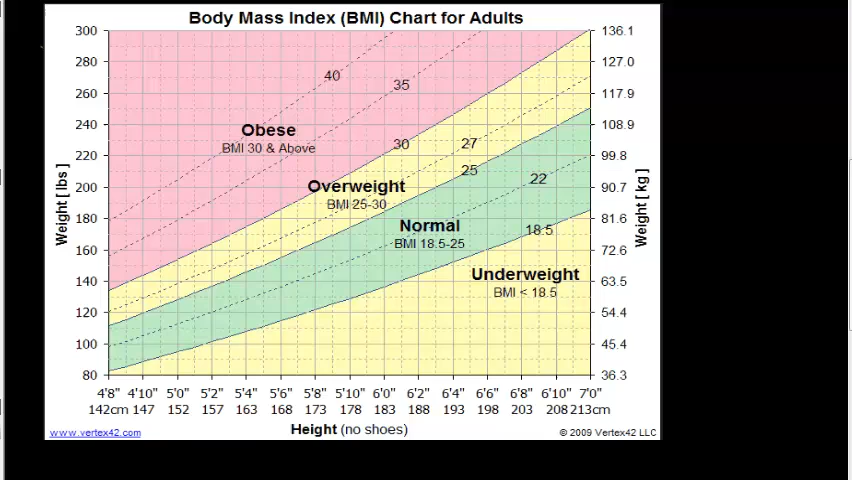 Body Mass Index (BMI) Chart for Adults
300 136.1
280 127.0
40
35
260 117.9
240 108.9
Obese
BMI 30 & Above
30
27
220 99.8
25
22
200 90.7
Overweight
BMI 25-30
180 81.6
Normal
BMI 18.5-25
18.5
160 72.6
Underweight
BMI < 18.5
140 63.5
120 54.4
100 45.4
80 36.3
Weight [ lbs ]
Weight [ kg ]
4'8" 4'10" 5'0" 5'2" 5'4" 5'6" 5'8" 5'10" 6'0" 6'2" 6'4" 6'6" 6'8" 6'10" 7'0"
142cm 147 152 157 163 168 173 178 183 188 193 198 203 208 213cm
Height (no shoes)
www.vertex42.com
© 2009 Vertex42 LLC